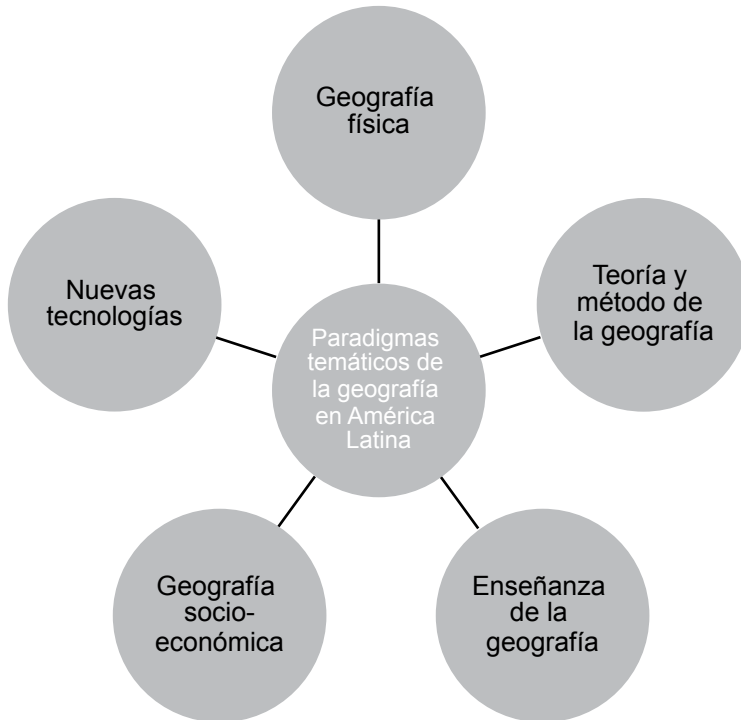 Geografía
física
Nuevas
tecnologías
Teoría y
método de
la geografía
Paradigmas
temáticos de
la geografía
en América
Latina
Geografía
socio-
económica
Enseñanza
de la
geografía